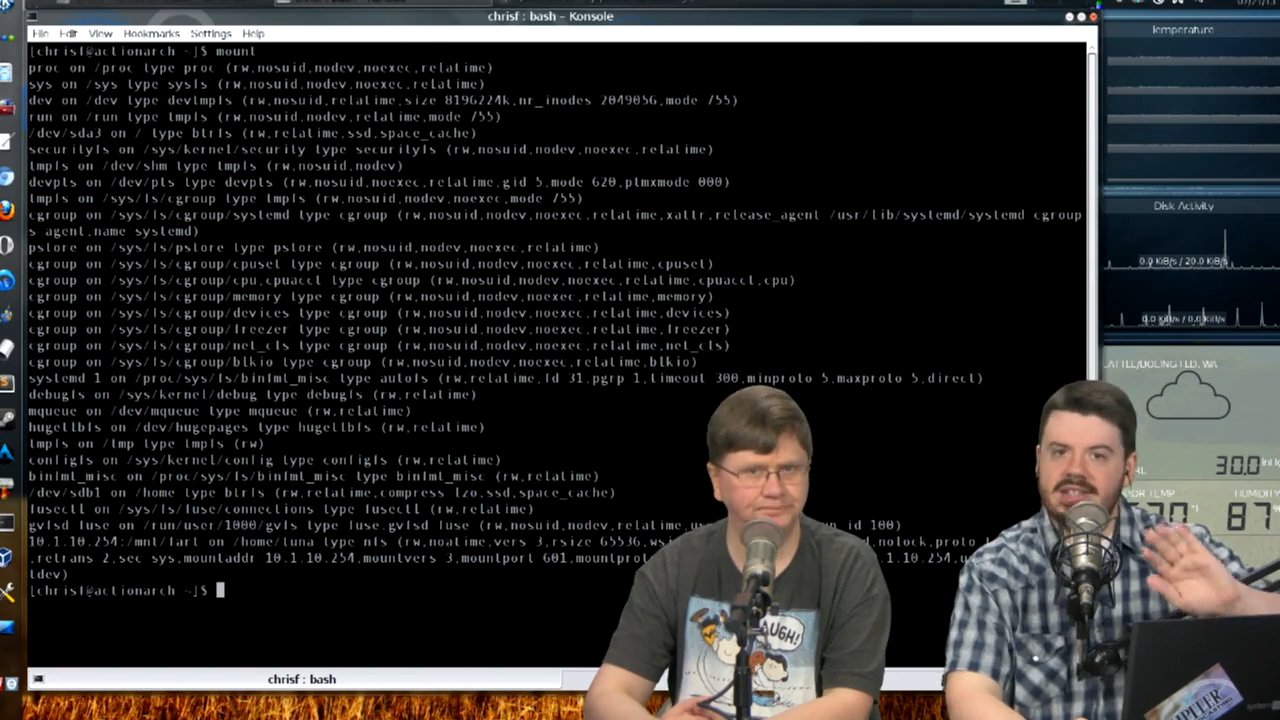 chrisf : bash – Konsole
File Edit View Bookmarks Settings Help
[chrisf@actionarch ~]$ mount
proc on /proc type proc (rw,nosuid,nodev,noexec,relatime)
sys on /sys type sysfs (rw,nosuid,nodev,noexec,relatime)
dev on /dev type devtmpfs (rw,nosuid,relatime,size 8196224k,nr_inodes 2049056,mode 755)
run on /run type tmpfs (rw,nosuid,nodev,relatime,mode 755)
/dev/sda3 on / type btrfs (rw,relatime,ssd,space_cache)
securityfs on /sys/kernel/security type securityfs (rw,nosuid,nodev,noexec,relatime)
tmpfs on /dev/shm type tmpfs (rw,nosuid,nodev)
devpts on /dev/pts type devpts (rw,nosuid,noexec,relatime,gid 5,mode 620,ptmxmode 000)
tmpfs on /sys/fs/cgroup type tmpfs (rw,nosuid,nodev,noexec,mode 755)
cgroup on /sys/fs/cgroup/systemd type cgroup (rw,nosuid,nodev,noexec,relatime,xattr,release_agent /usr/lib/systemd/systemd cgroup
s agent,name systemd)
pstore on /sys/fs/pstore type pstore (rw,nosuid,nodev,noexec,relatime)
cgroup on /sys/fs/cgroup/cpuset type cgroup (rw,nosuid,nodev,noexec,relatime,cpuset)
cgroup on /sys/fs/cgroup/cpu,cpuacct type cgroup (rw,nosuid,nodev,noexec,relatime,cpuacct,cpu)
cgroup on /sys/fs/cgroup/memory type cgroup (rw,nosuid,nodev,noexec,relatime,memory)
cgroup on /sys/fs/cgroup/devices type cgroup (rw,nosuid,nodev,noexec,relatime,devices)
cgroup on /sys/fs/cgroup/freezer type cgroup (rw,nosuid,nodev,noexec,relatime,freezer)
cgroup on /sys/fs/cgroup/net_cls type cgroup (rw,nosuid,nodev,noexec,relatime,net_cls)
cgroup on /sys/fs/cgroup/blkio type cgroup (rw,nosuid,nodev,noexec,relatime,blkio)
systemd 1 on /proc/sys/fs/binfmt_misc type autofs (rw,relatime,fd 31,pgrp 1,timeout 300,minproto 5,maxproto 5,direct)
debugfs on /sys/kernel/debug type debugfs (rw,relatime)
mqueue on /dev/mqueue type mqueue (rw,relatime)
hugetlbfs on /dev/hugepages type hugetlbfs (rw,relatime)
tmpfs on /tmp type tmpfs (rw)
configfs on /sys/kernel/config type configfs (rw,relatime)
binfmt_misc on /proc/sys/fs/binfmt_misc type binfmt_misc (rw,relatime)
/dev/sdb1 on /home type btrfs (rw,relatime,compress lzo,ssd,space_cache)
fusectl on /sys/fs/fuse/connections type fusectl (rw,relatime)
gvfsd fuse on /run/user/1000/gvfs type fuse.gvfsd fuse (rw,nosuid,nodev,relatime,us id 100)
10.1.10.254:/mnt/fart on /home/tuna type nfs (rw,noatime,vers 3,rsize 65536,wsi nolock,proto
,retrans 2,sec sys,mountaddr 10.1.10.254,mountvers 3,mountport 601,mountproto 1.10.254
tdev)
[chrisf@actionarch ~]$
chrisf : bash
Temperature
Disk Activity
0.0 KiB/s / 20.0 KiB/s
0.0 KiB/s / 0.0 KiB/s
WA
30.0
TEMP
87
AUGH!